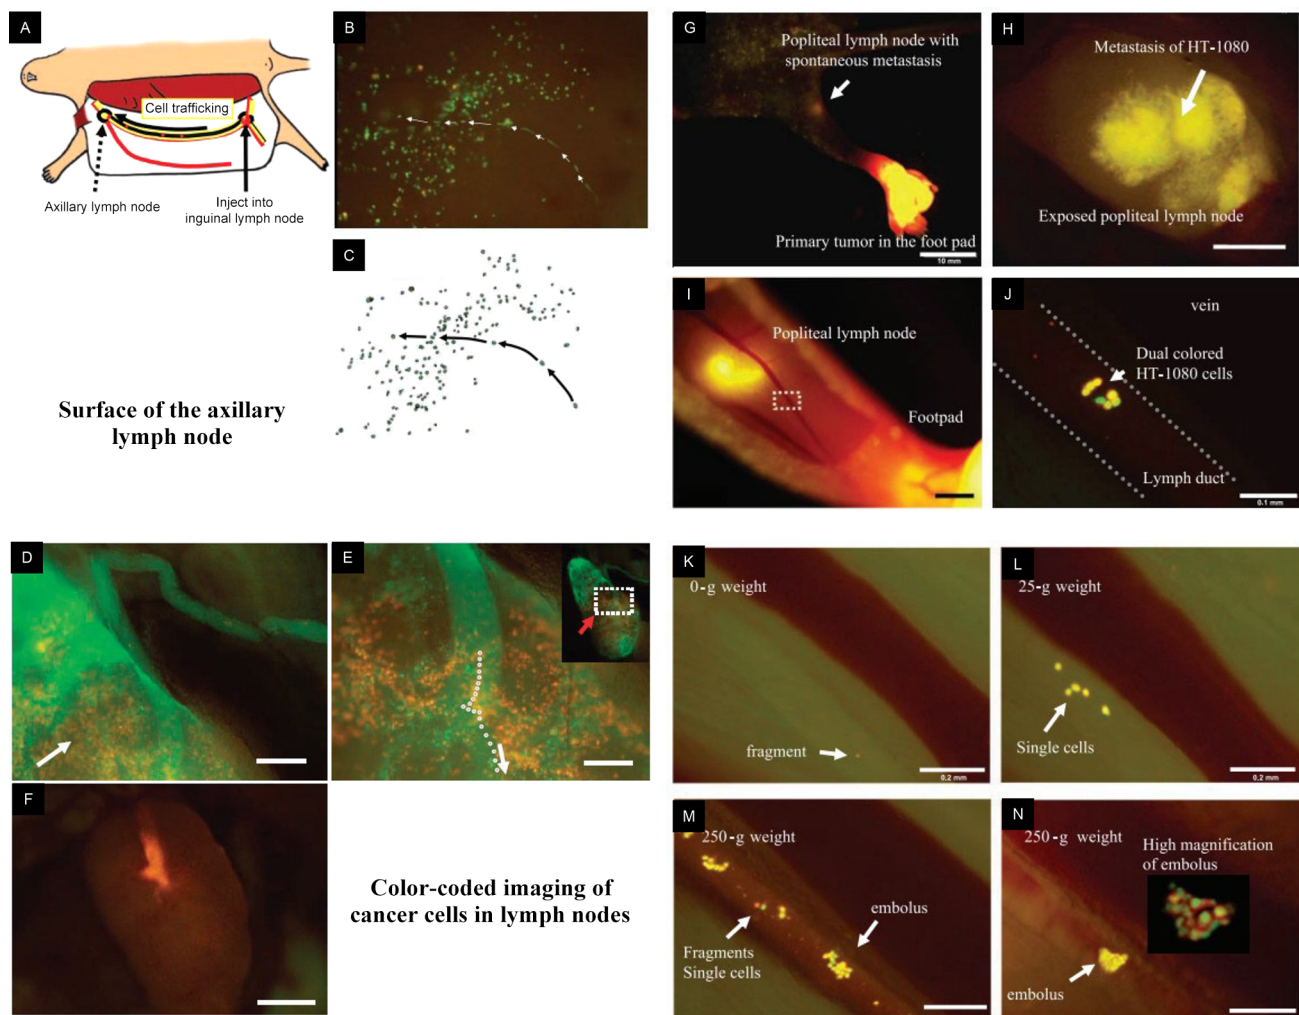 A
Cell trafficking
Axillary lymph node
Inject into
inguinal lymph node
B
C
Surface of the axillary
lymph node
D
E
F
Color-coded imaging of
cancer cells in lymph nodes
G
Popliteal lymph node with
spontaneous metastasis
Primary tumor in the foot pad
10 mm
H
Metastasis of HT-1080
Exposed popliteal lymph node
I
Popliteal lymph node
Footpad
J
vein
Dual colored
HT-1080 cells
Lymph duct
0.1 mm
K
0-g weight
fragment
0.2 mm
L
25-g weight
Single cells
0.2 mm
M
250-g weight
embolus
Fragments
Single cells
N
250-g weight
High magnification
of embolus
embolus